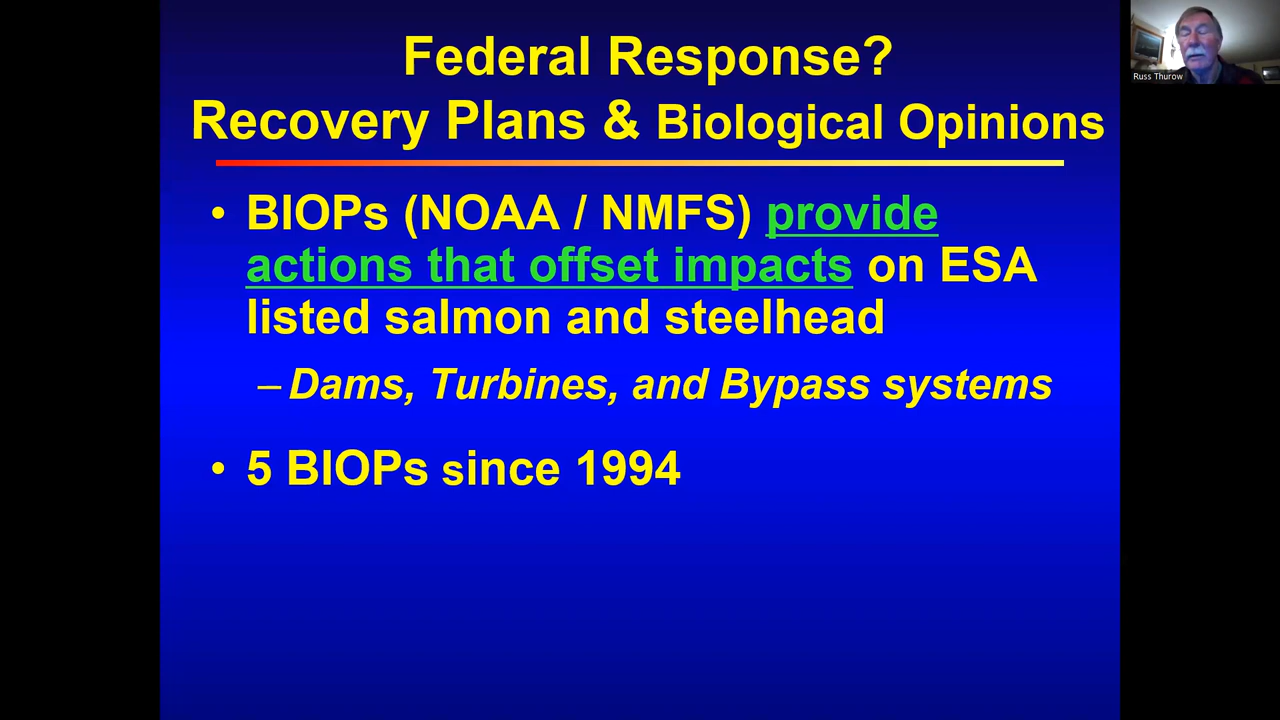 Federal Response?
Recovery Plans & Biological Opinions
• BIOPs (NOAA / NMFS) provide
actions that offset impacts on ESA
listed salmon and steelhead
– Dams, Turbines, and Bypass systems
• 5 BIOPs since 1994
Russ Thurow